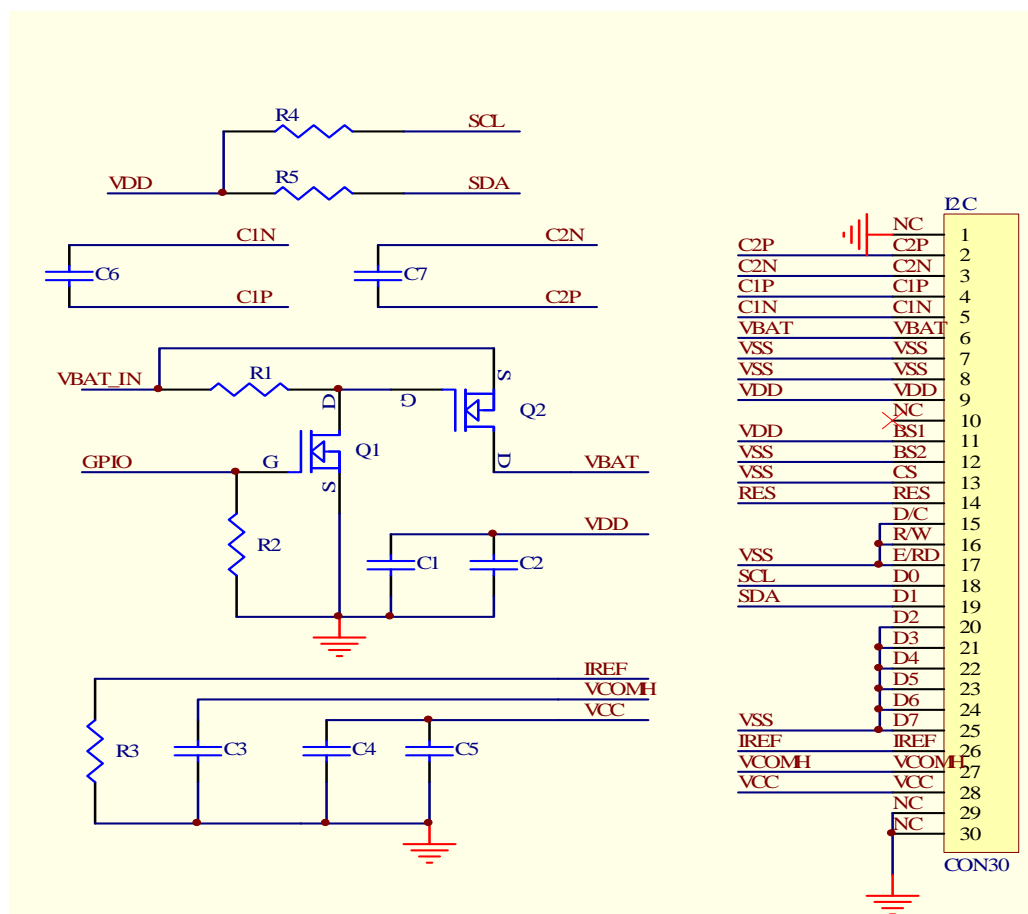 R4
SCL
VDD
R5
SDA
C1N
C6
C1P
C2N
C7
C2P
VBAT_IN
R1
D
G
S
Q2
D
VBAT
GPIO
G
Q1
S
R2
VDD
C1
C2
IREF
VCOMH
VCC
R3
C3
C4
C5
I2C
NC 1
C2P C2P 2
C2N C2N 3
C1P C1P 4
C1N C1N 5
VBAT VBAT 6
VSS VSS 7
VSS VSS 8
VDD VDD 9
NC 10
VDD BS1 11
VSS BS2 12
VSS CS 13
RES RES 14
D/C 15
R/W 16
VSS E/RD 17
SCL D0 18
SDA D1 19
D2 20
D3 21
D4 22
D5 23
D6 24
VSS D7 25
IREF IREF 26
VCOMH VCOMH 27
VCC VCC 28
NC 29
NC 30
CON30